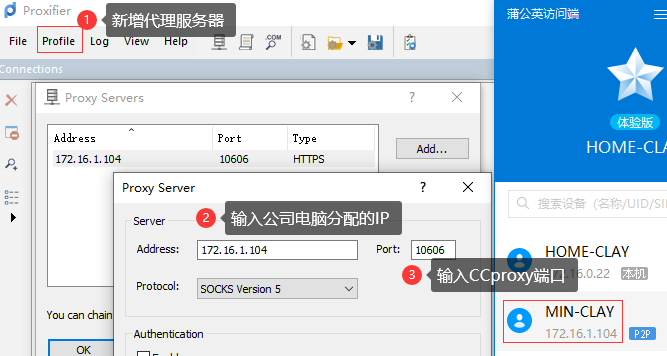 Proxifier
1 新增代理服务器
File Profile Log View Help
.COM
Connections
Proxy Servers
Address Port Type
172.16.1.104 10606 HTTPS
Add...
Proxy Server
2 输入公司电脑分配的IP
Server
Address: 172.16.1.104 Port: 10606
3 输入CCproxy端口
Protocol: SOCKS Version 5
You can chain
Authentication
OK
蒲公英访问端
体验版
HOME-CLAY
搜索设备（名称/UID/SI
HOME-CLAY
.16.0.22 本机
MIN-CLAY
172.16.1.104 P2P